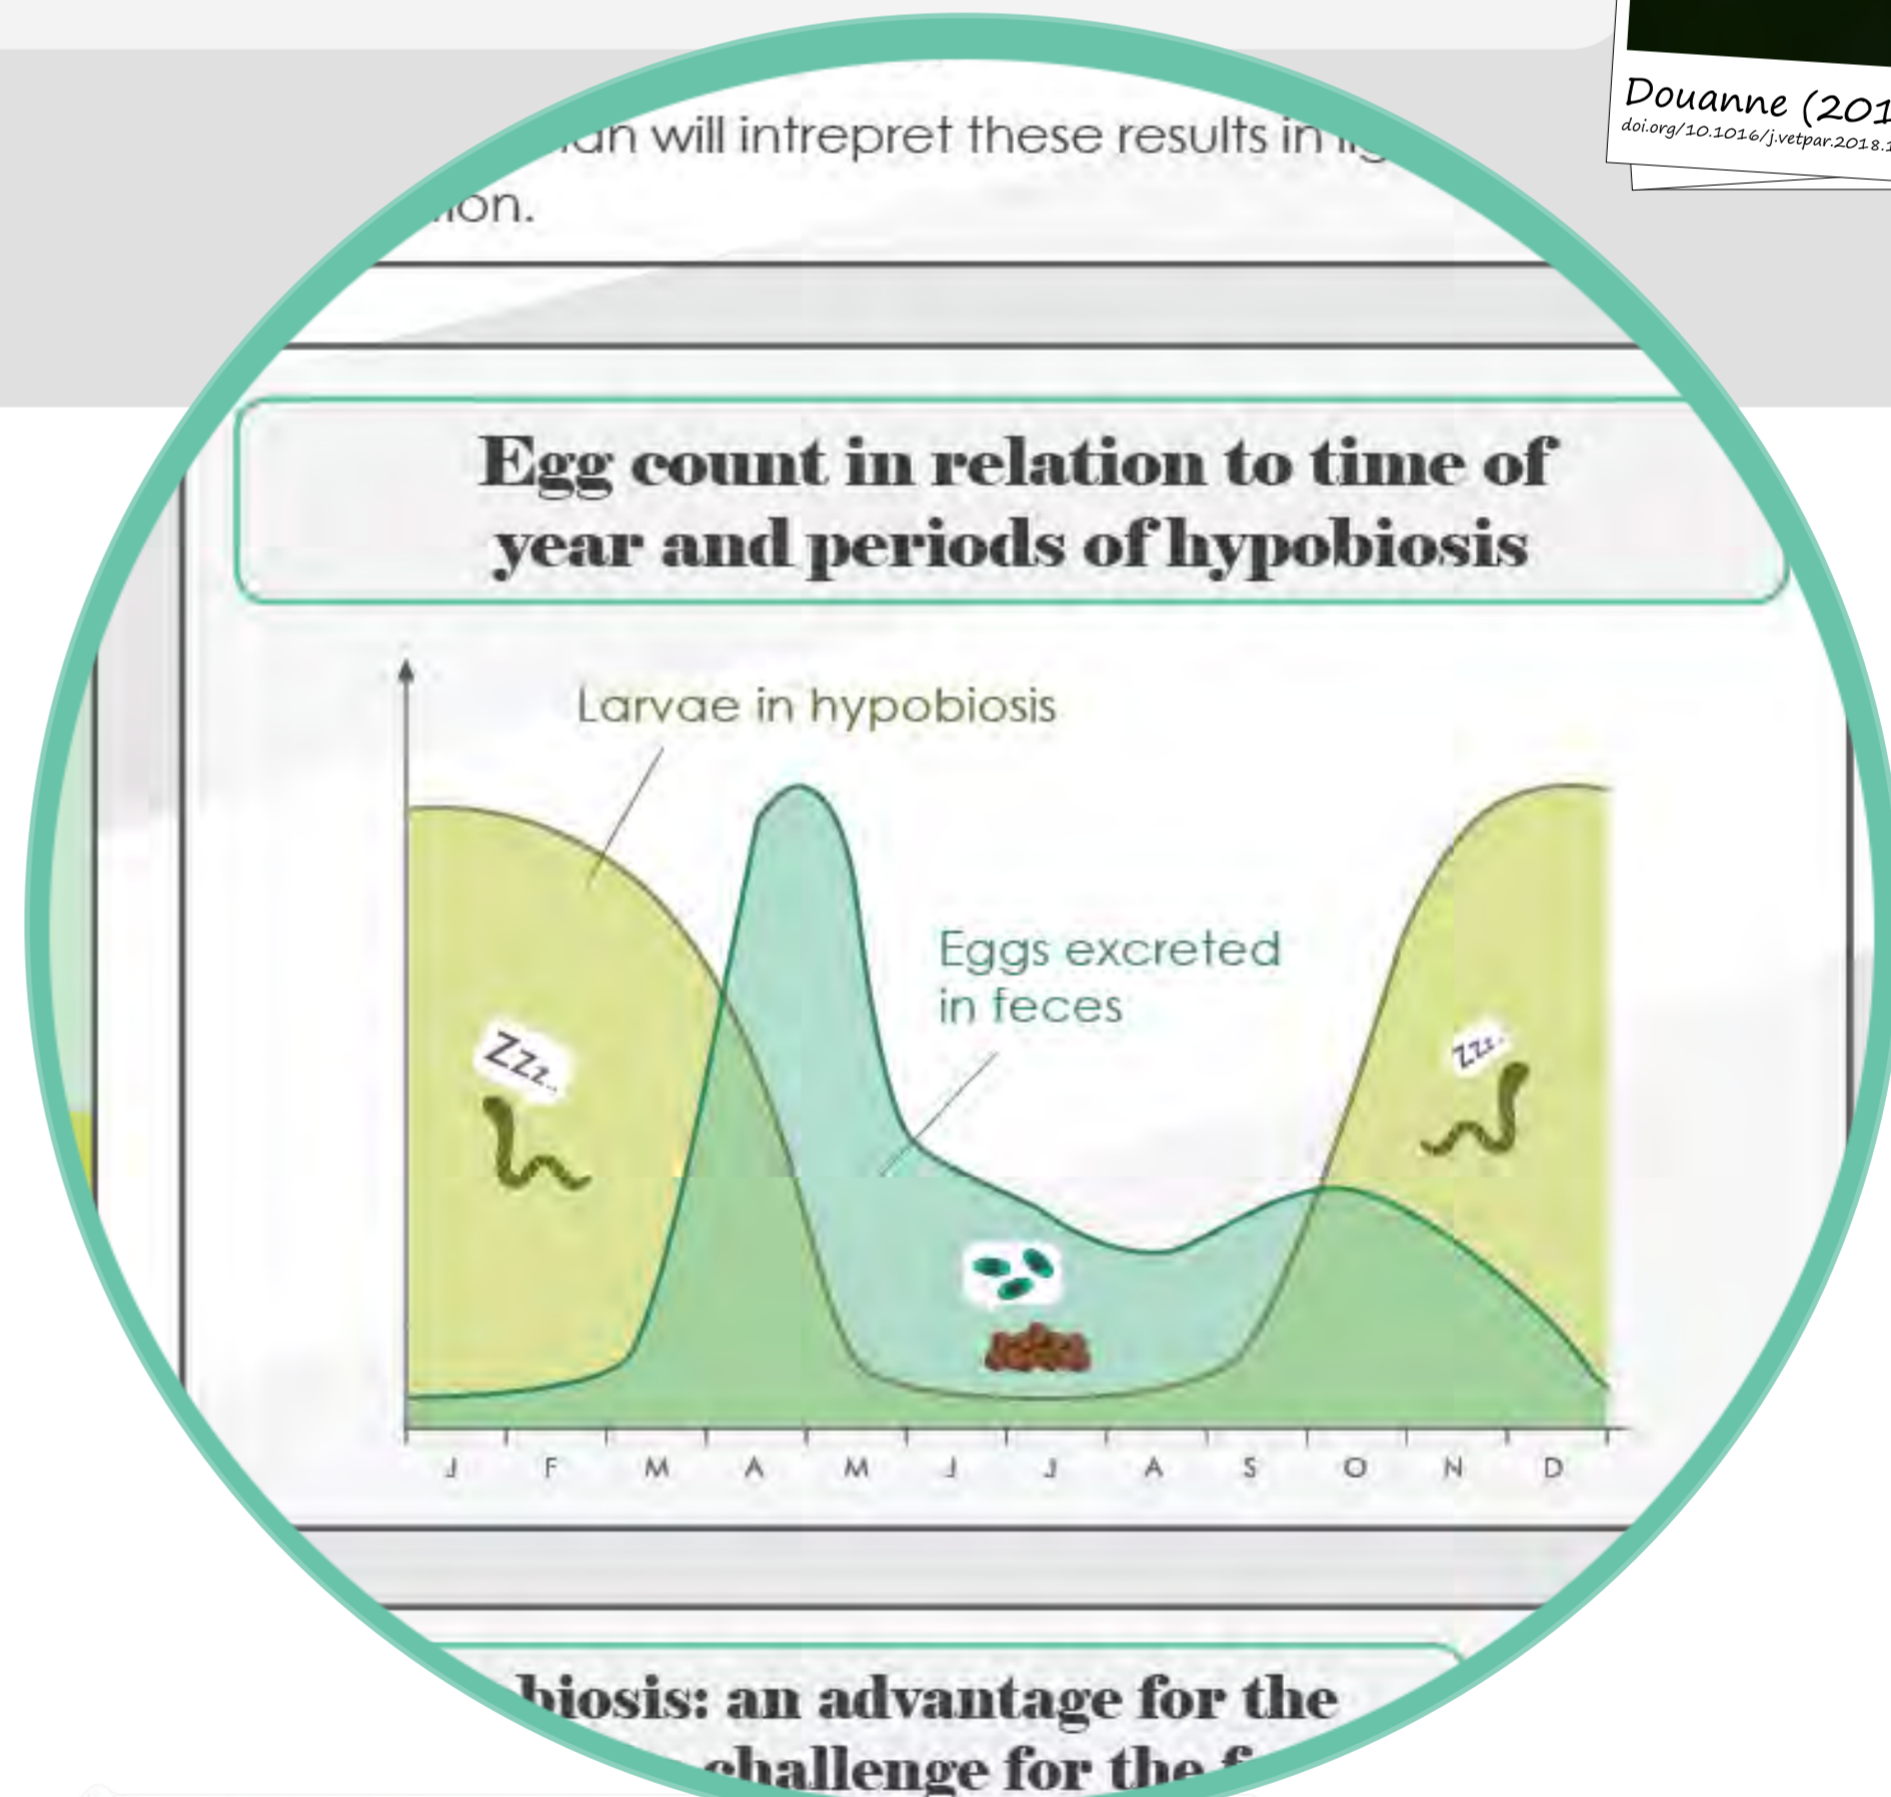 Douanne (201
doi.org/10.1016/j.vetpar.2018.1
will intrepret these results in
Egg count in relation to time of
year and periods of hypobiosis
Larvae in hypobiosis
Eggs excreted
in feces
ZZz..
ZZz..
J F M A M J J A S O N D
biosis: an advantage for the
challenge for the